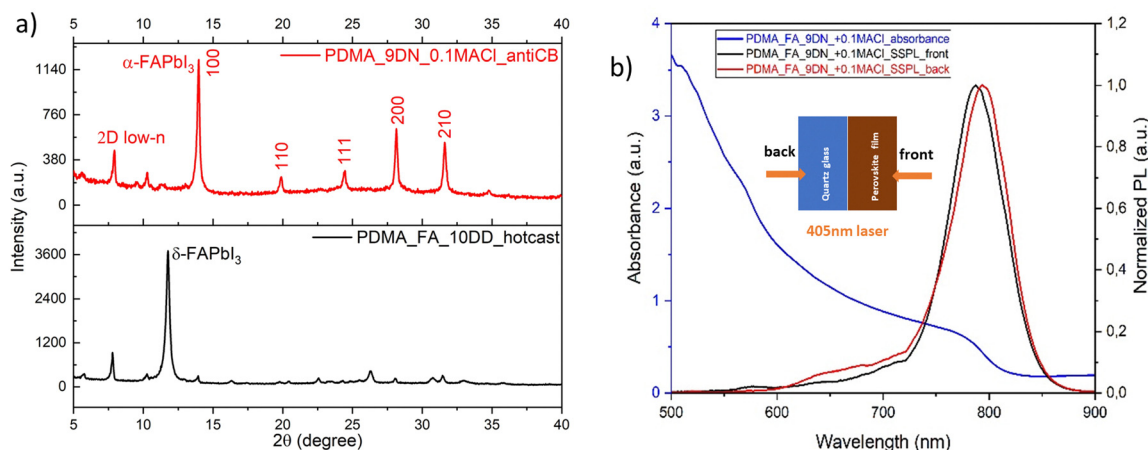 a)
5 10 15 20 25 30 35 40
PDMA_9DN_0.1MACl_antiCB
α-FAPbI3
100
2D low-n
110
111
200
210
1140
760
380
0
PDMA_FA_10DD_hotcast
δ-FAPbI3
3600
2400
1200
0
Intensity (a.u.)
5 10 15 20 25 30 35 40
2θ (degree)
b)
PDMA_FA_9DN_+0.1MACl_absorbance
PDMA_FA_9DN_+0.1MACl_SSPL_front
PDMA_FA_9DN_+0.1MACl_SSPL_back
back
Quartz glass
Perovskite film
front
405nm laser
4
3
2
1
0
Absorbance (a.u.)
1,2
1,0
0,8
0,6
0,4
0,2
0,0
Normalized PL (a.u.)
500 600 700 800 900
Wavelength (nm)